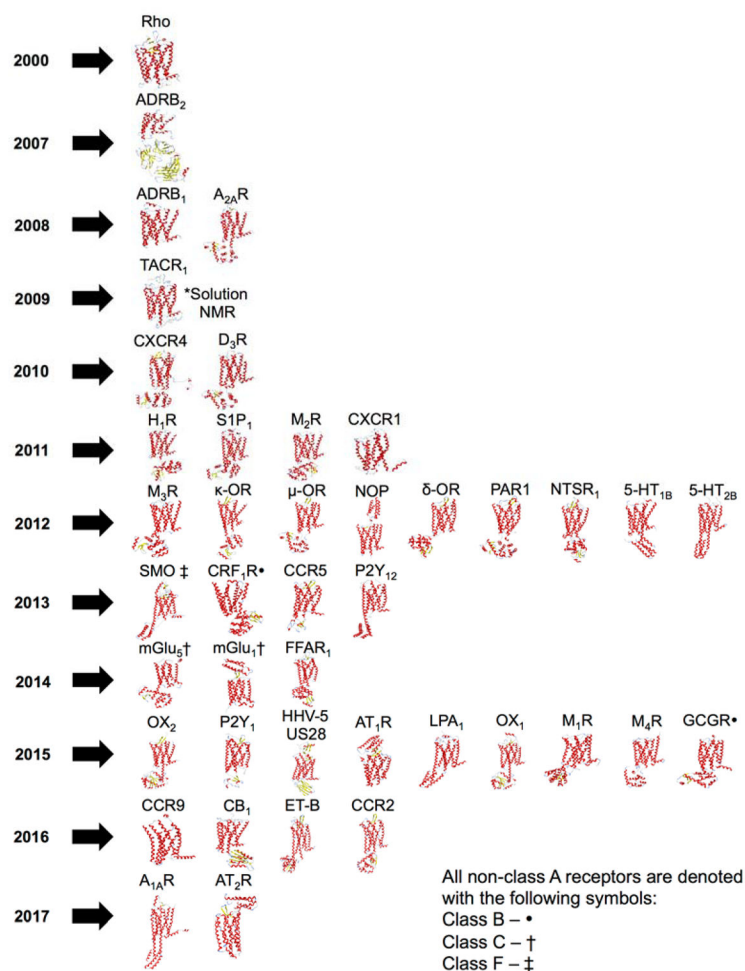 Rho
2000
ADRB₂
2007
ADRB₁ A₂ₐR
2008
TACR₁
2009 *Solution
NMR
CXCR4 D₃R
2010
H₁R S1P₁ M₂R CXCR1
2011
M₃R κ-OR μ-OR NOP δ-OR PAR1 NTSR₁ 5-HT₁B 5-HT₂B
2012
SMO ‡ CRF₁R• CCR5 P2Y₁₂
2013
mGlu₅† mGlu₁† FFAR₁
2014
OX₂ P2Y₁ HHV-5
US28 AT₁R LPA₁ OX₁ M₁R M₄R GCGR•
2015
CCR9 CB₁ ET-B CCR2
2016
A₁ₐR AT₂R
2017
All non-class A receptors are denoted
with the following symbols:
Class B – •
Class C – †
Class F – ‡